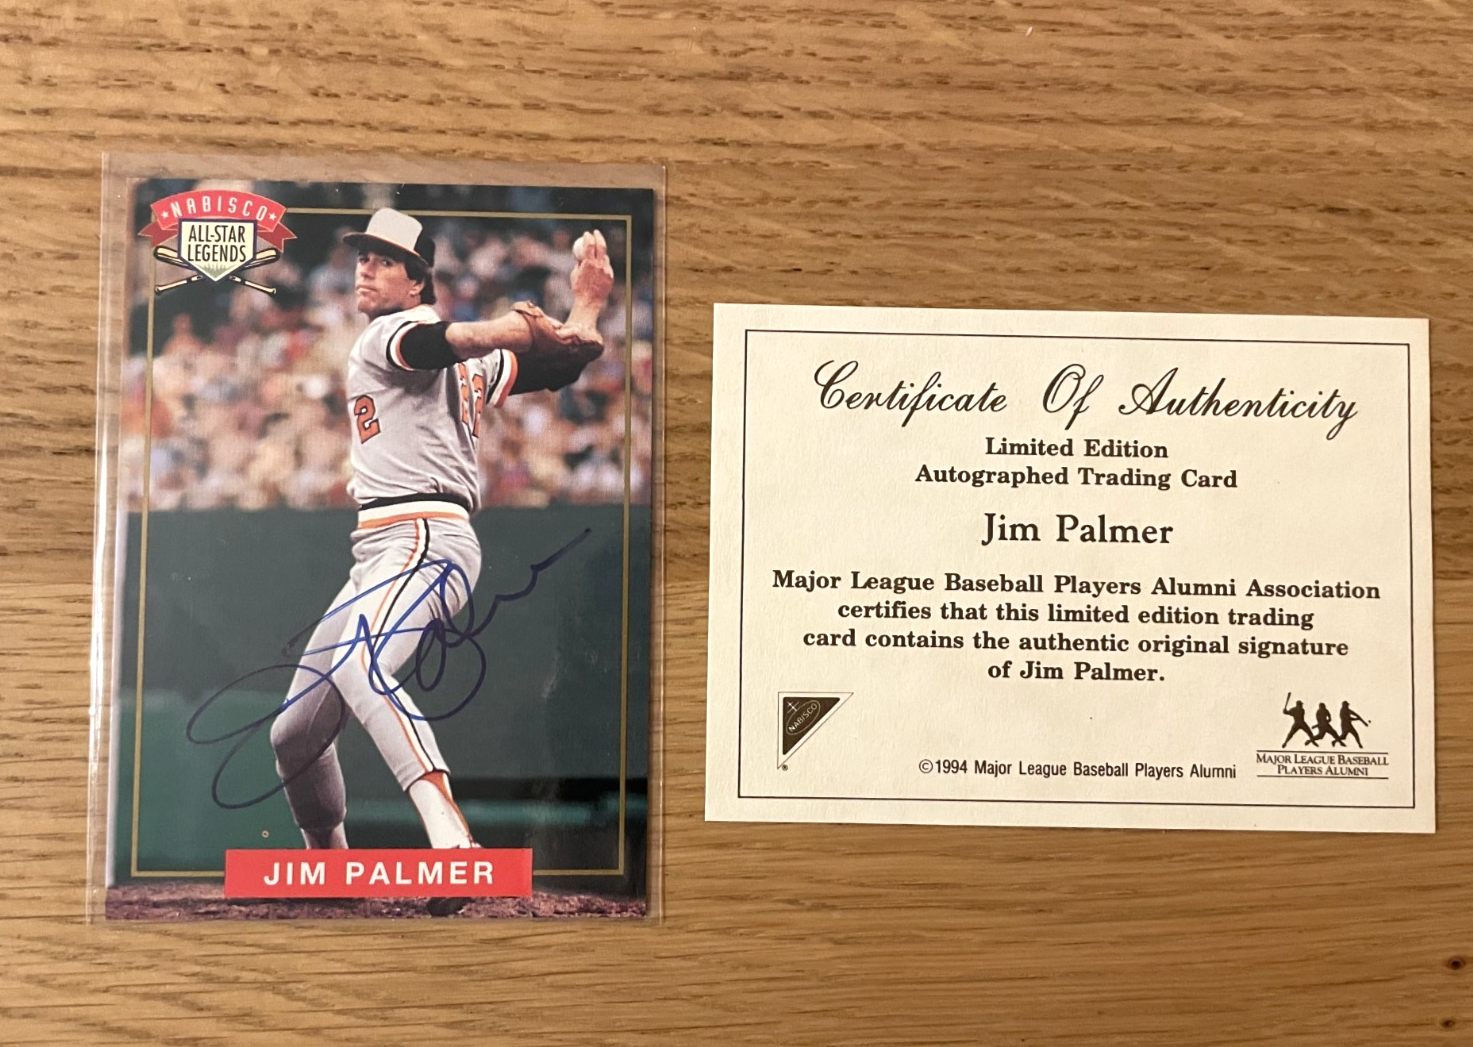 NABISCO
ALL-STAR
LEGENDS
2
22
JIM PALMER
Certificate Of Authenticity
Limited Edition
Autographed Trading Card
Jim Palmer
Major League Baseball Players Alumni Association
certifies that this limited edition trading
card contains the authentic original signature
of Jim Palmer.
NABISCO
®
©1994 Major League Baseball Players Alumni
MAJOR LEAGUE BASEBALL
PLAYERS ALUMNI